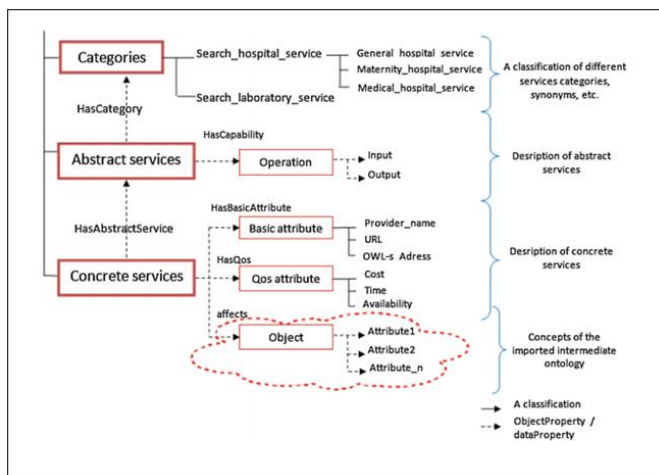 Categories
Search_hospital_service
General hospital service
Maternity_hospital_service
Medical_hospital_service
Search_laboratory_service
A classification of different
services categories,
synonyms, etc.
HasCategory
HasCapability
Abstract services
Operation
Input
Output
Desription of abstract
services
HasAbstractService
HasBasicAttribute
Basic attribute
Provider_name
URL
OWL-s Adress
Desription of concrete
services
Concrete services
HasQos
Qos attribute
Cost
Time
Availability
affects
Object
Attribute1
Attribute2
Attribute_n
Concepts of the
imported intermediate
ontology
A classification
ObjectProperty /
dataProperty